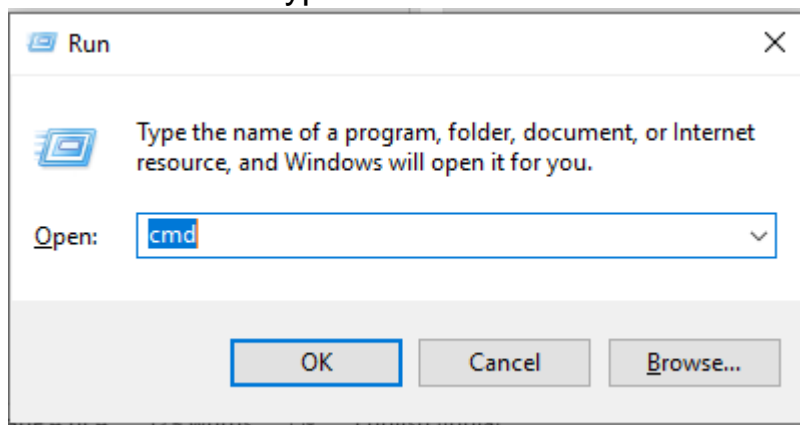 Run
Type the name of a program, folder, document, or Internet
resource, and Windows will open it for you.
Open: cmd
OK Cancel Browse...